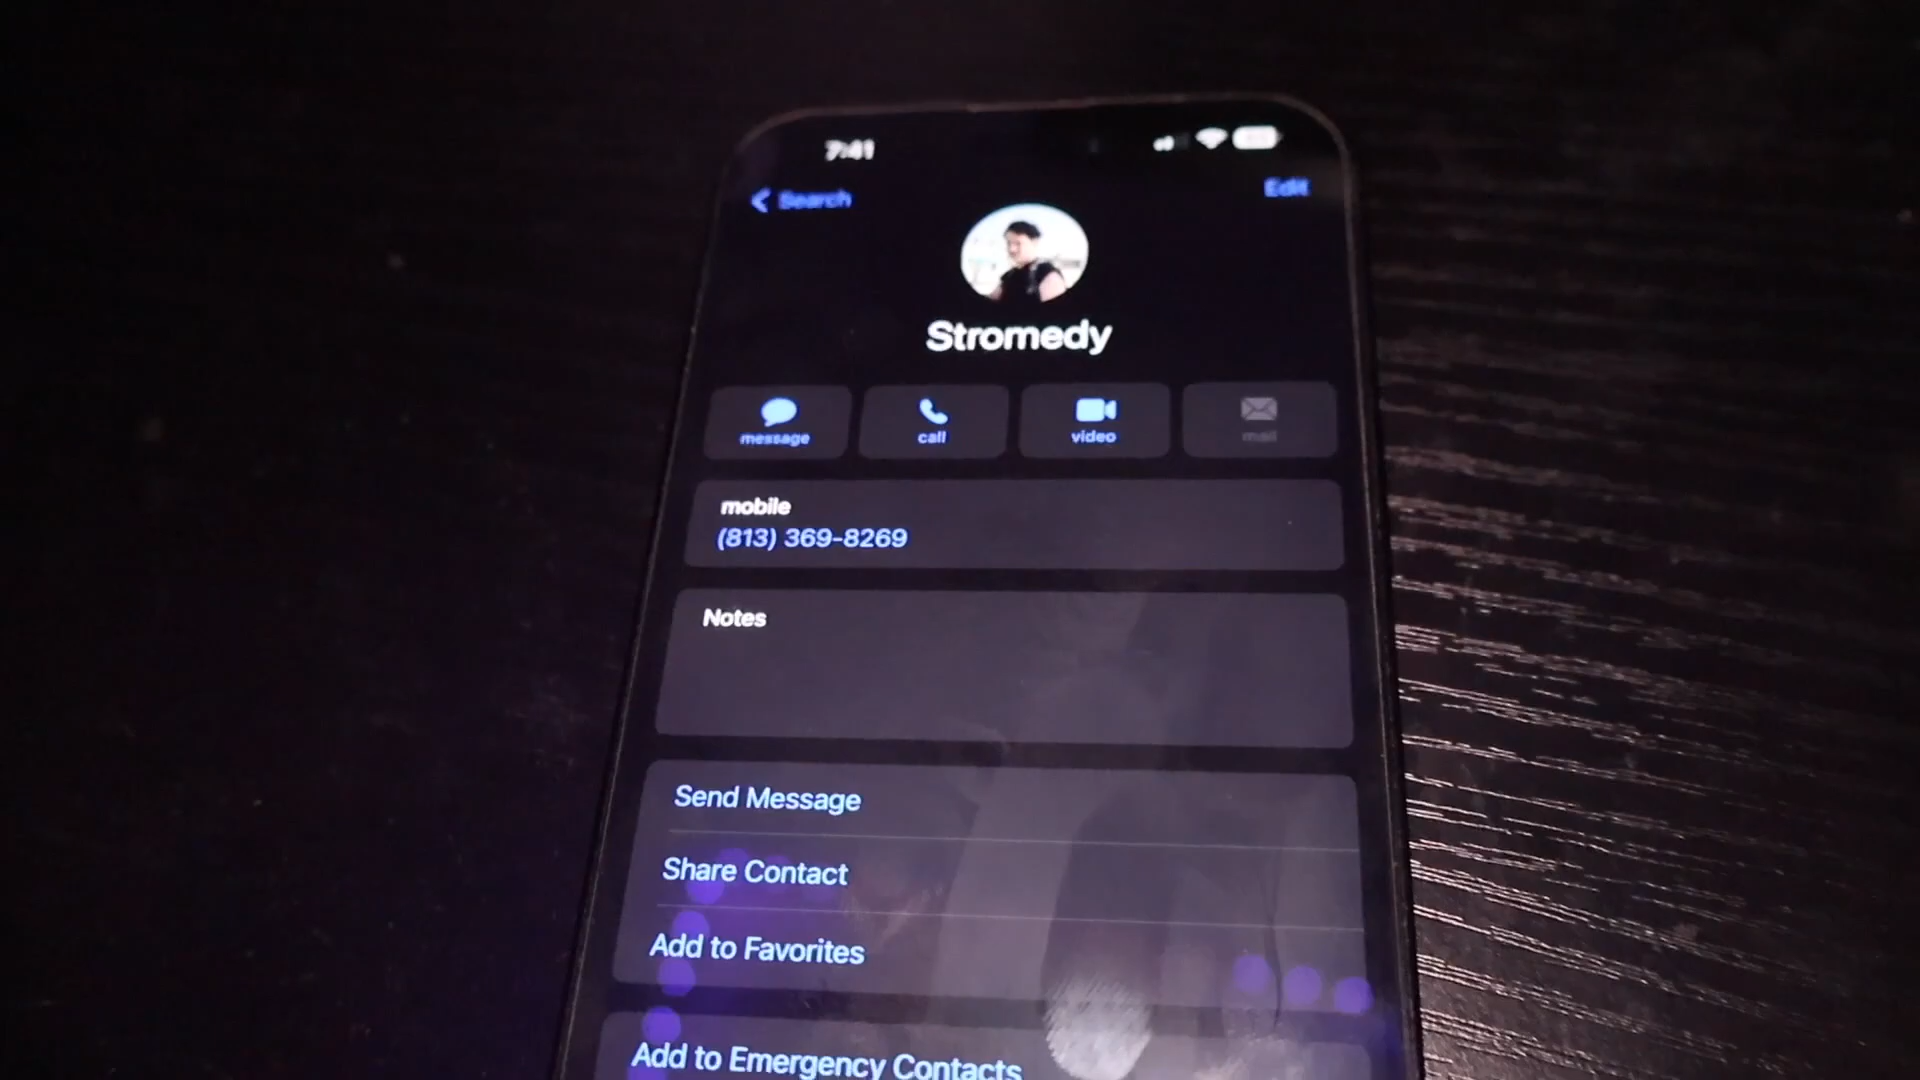 7:41
Search
Edit
Stromedy
message
call
video
mail
mobile
(813) 369-8269
Notes
Send Message
Share Contact
Add to Favorites
Add to Emergency Contacts